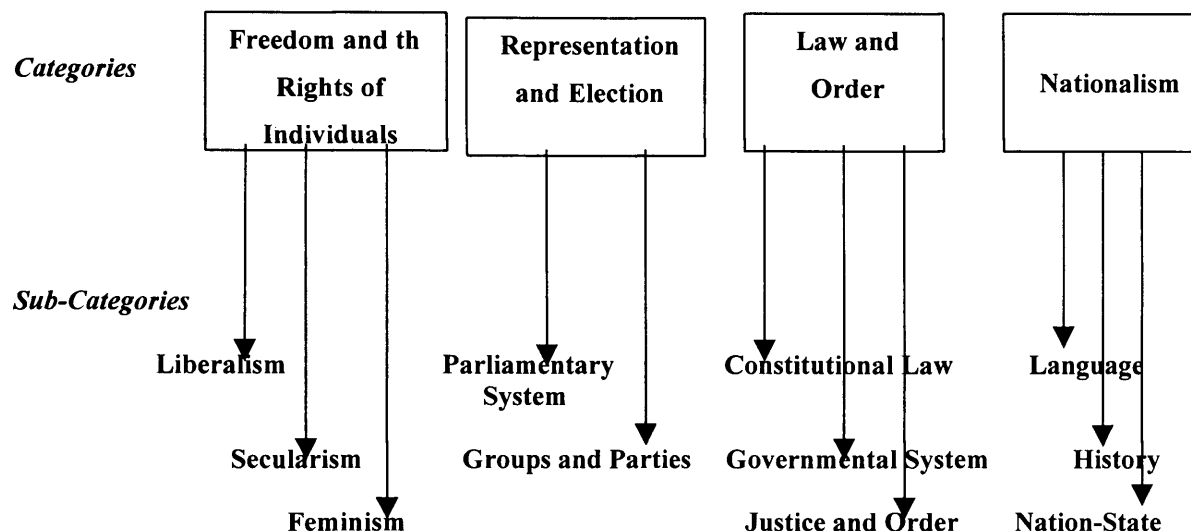 Categories
Freedom and th
Rights of
Individuals
Representation
and Election
Law and
Order
Nationalism
Sub-Categories
Liberalism
Parliamentary
System
Constitutional Law
Language
Secularism
Groups and Parties
Governmental System
History
Feminism
Justice and Order
Nation-State